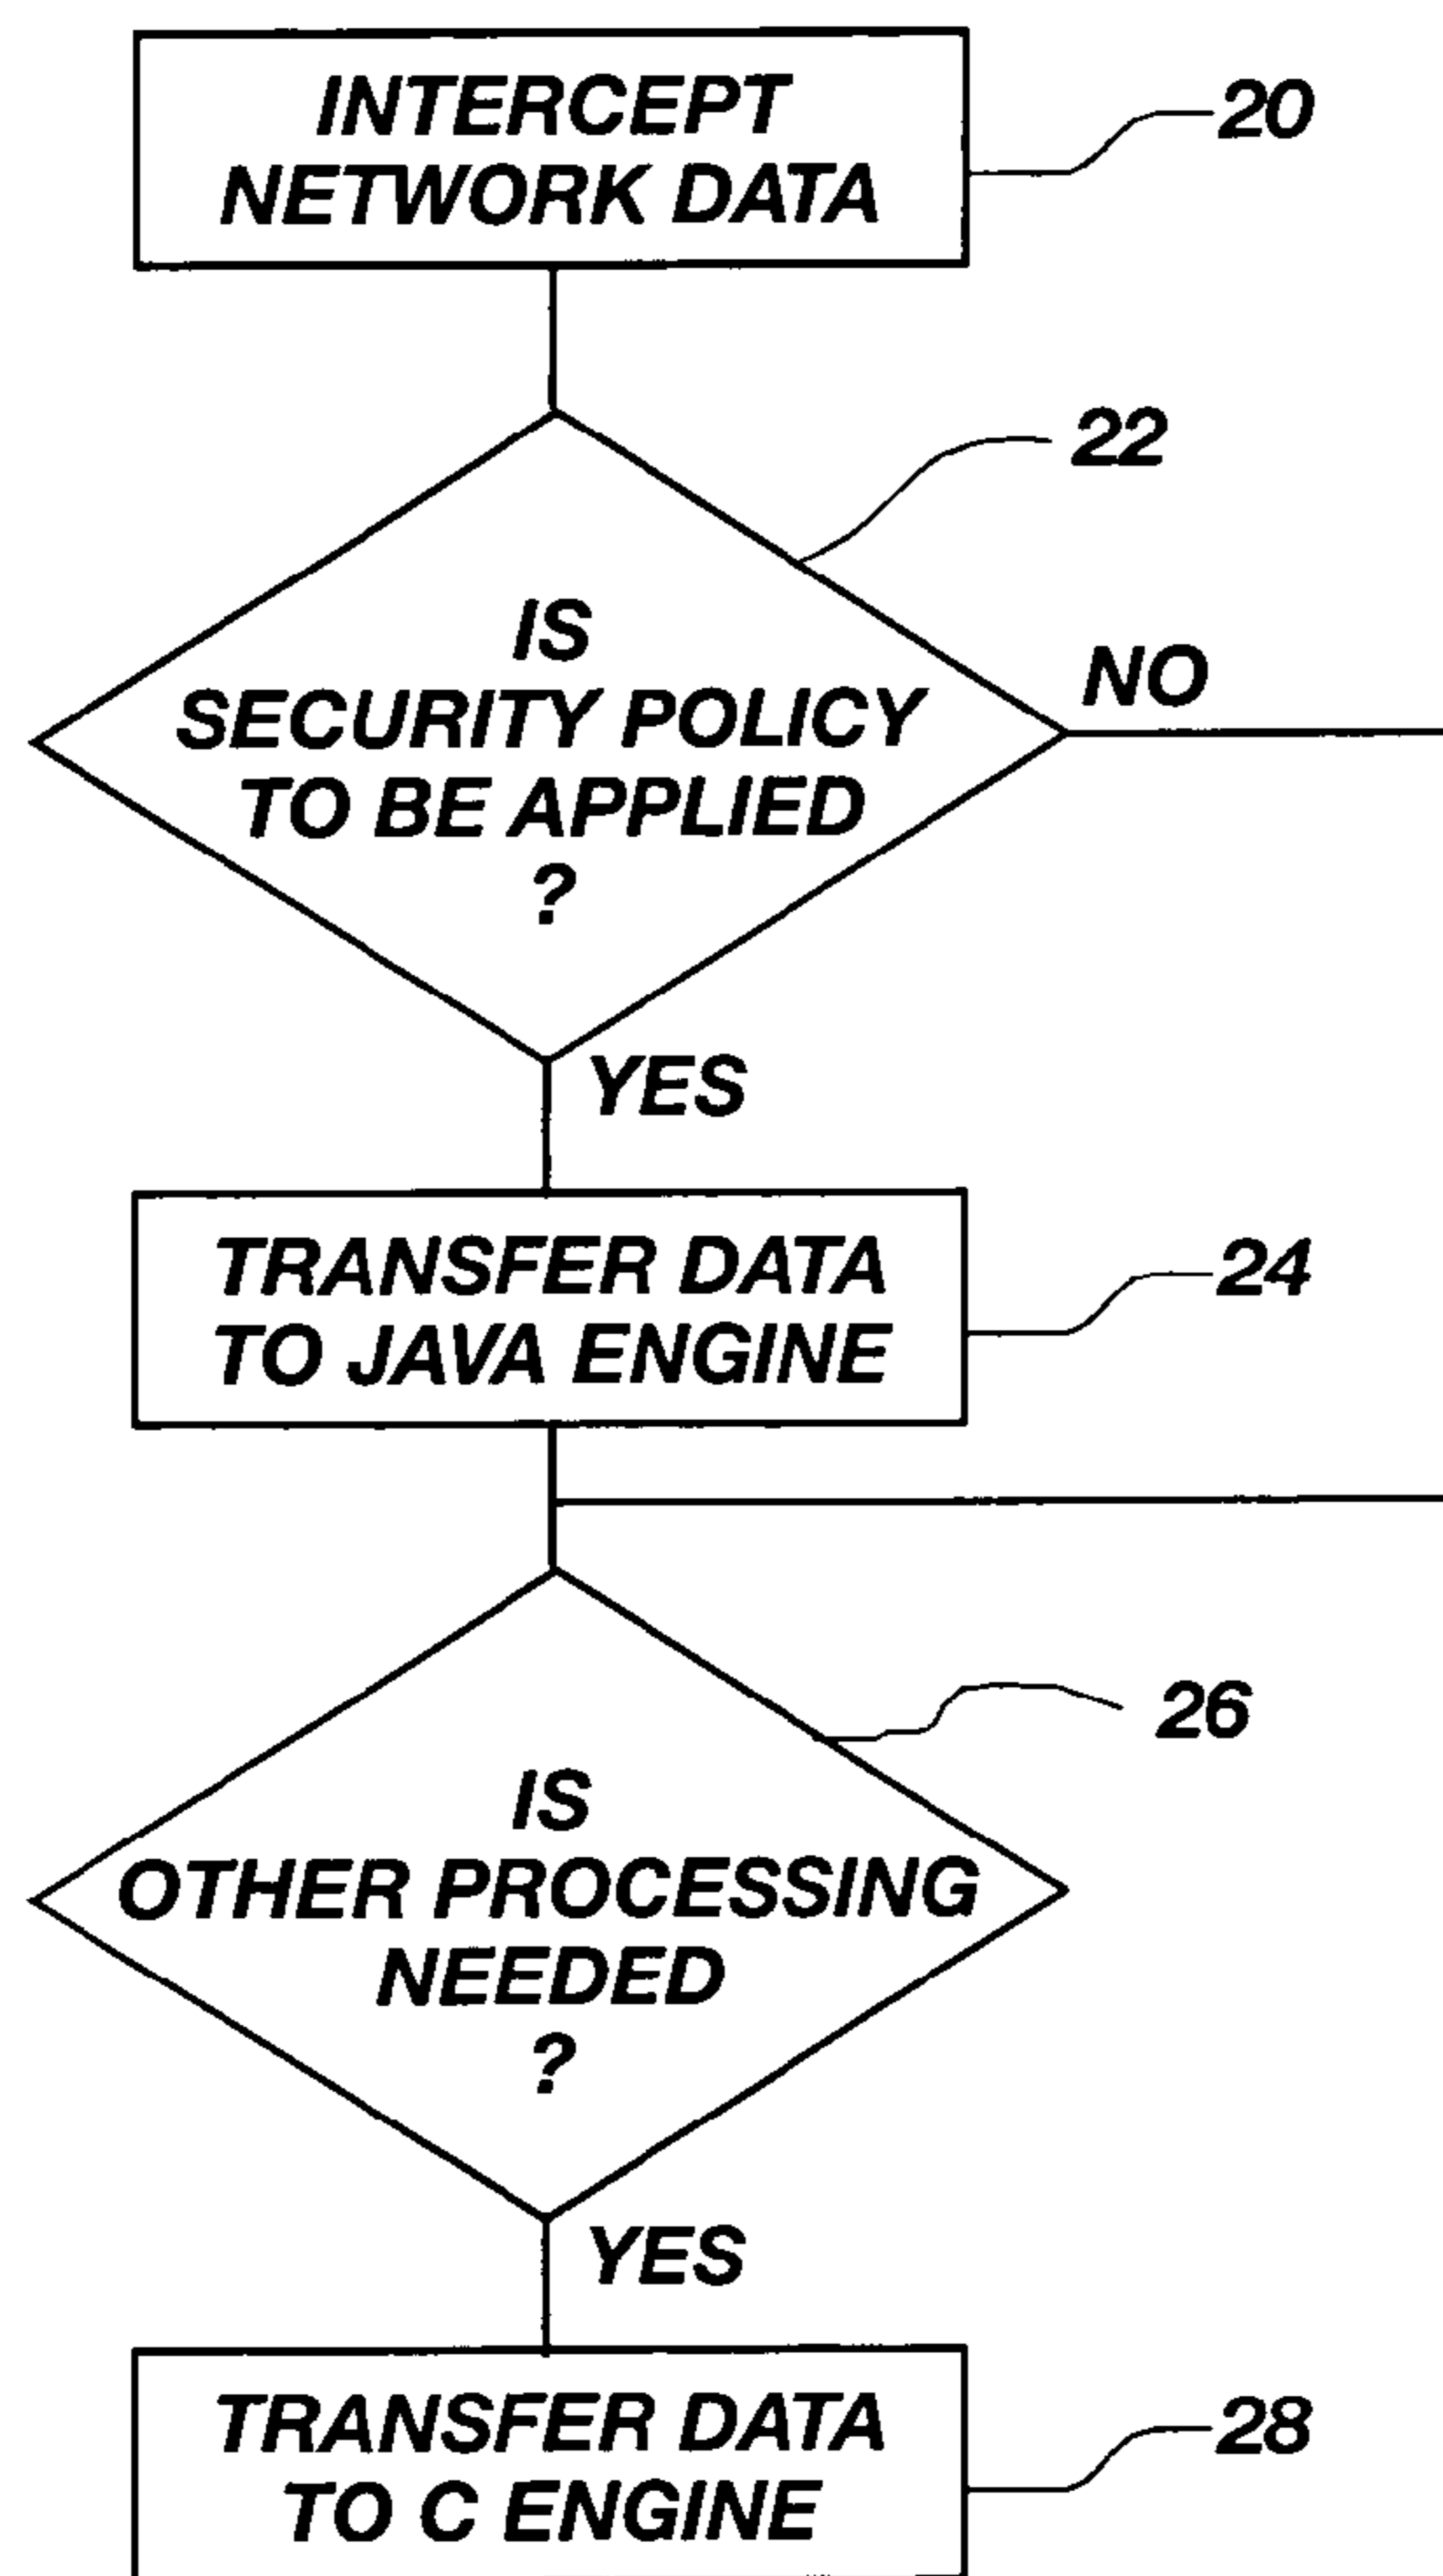 INTERCEPT
NETWORK DATA
20
22
IS
SECURITY POLICY
TO BE APPLIED
?
NO
YES
TRANSFER DATA
TO JAVA ENGINE
24
26
IS
OTHER PROCESSING
NEEDED
?
YES
TRANSFER DATA
TO C ENGINE
28